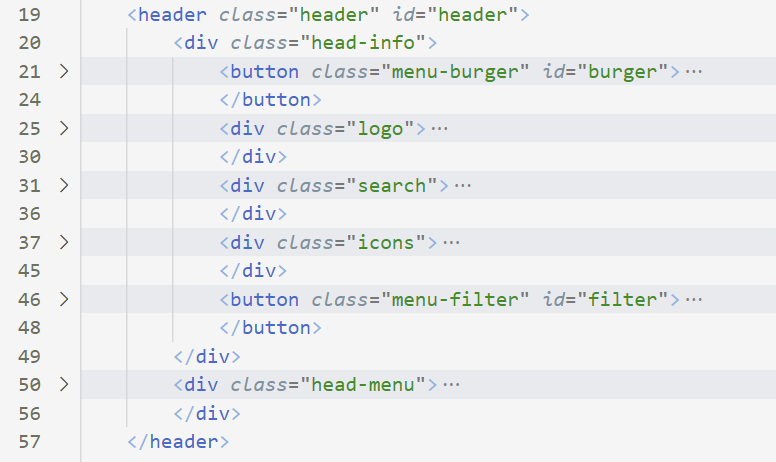 19 <header class="header" id="header">
20 <div class="head-info">
21 > <button class="menu-burger" id="burger">···
24 </button>
25 > <div class="logo">···
30 </div>
31 > <div class="search">···
36 </div>
37 > <div class="icons">···
45 </div>
46 > <button class="menu-filter" id="filter">···
48 </button>
49 </div>
50 > <div class="head-menu">···
56 </div>
57 </header>